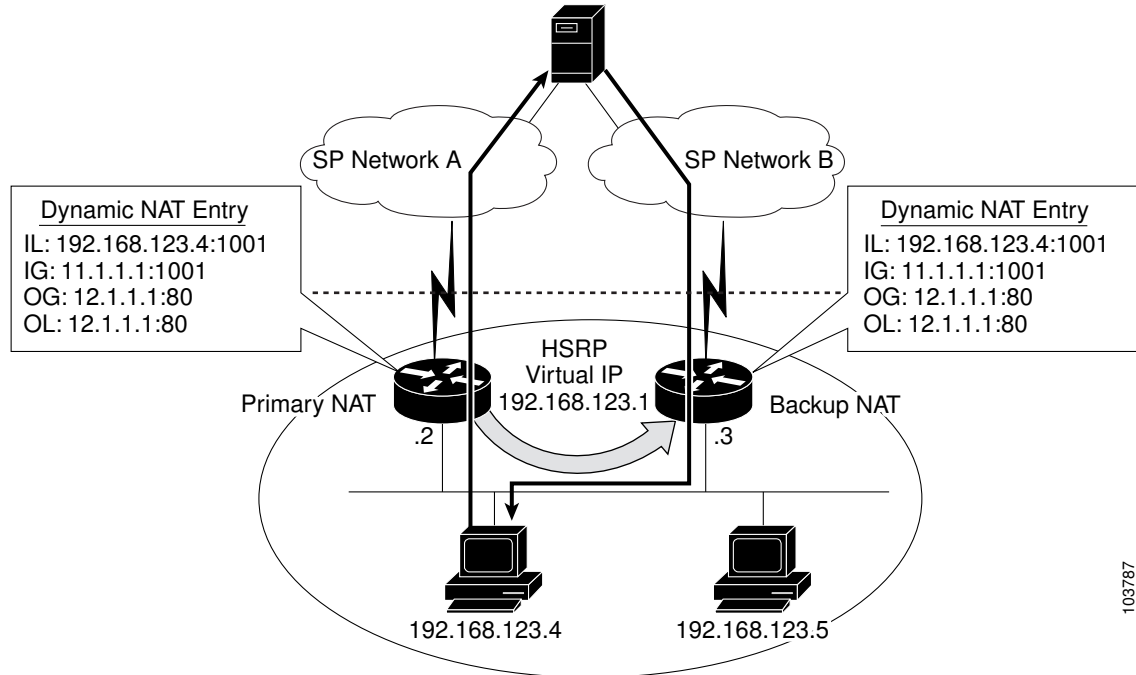 SP Network A
SP Network B
Dynamic NAT Entry
IL: 192.168.123.4:1001
IG: 11.1.1.1:1001
OG: 12.1.1.1:80
OL: 12.1.1.1:80
Dynamic NAT Entry
IL: 192.168.123.4:1001
IG: 11.1.1.1:1001
OG: 12.1.1.1:80
OL: 12.1.1.1:80
HSRP
Virtual IP
192.168.123.1
Primary NAT
Backup NAT
.2
.3
192.168.123.4
192.168.123.5
103787